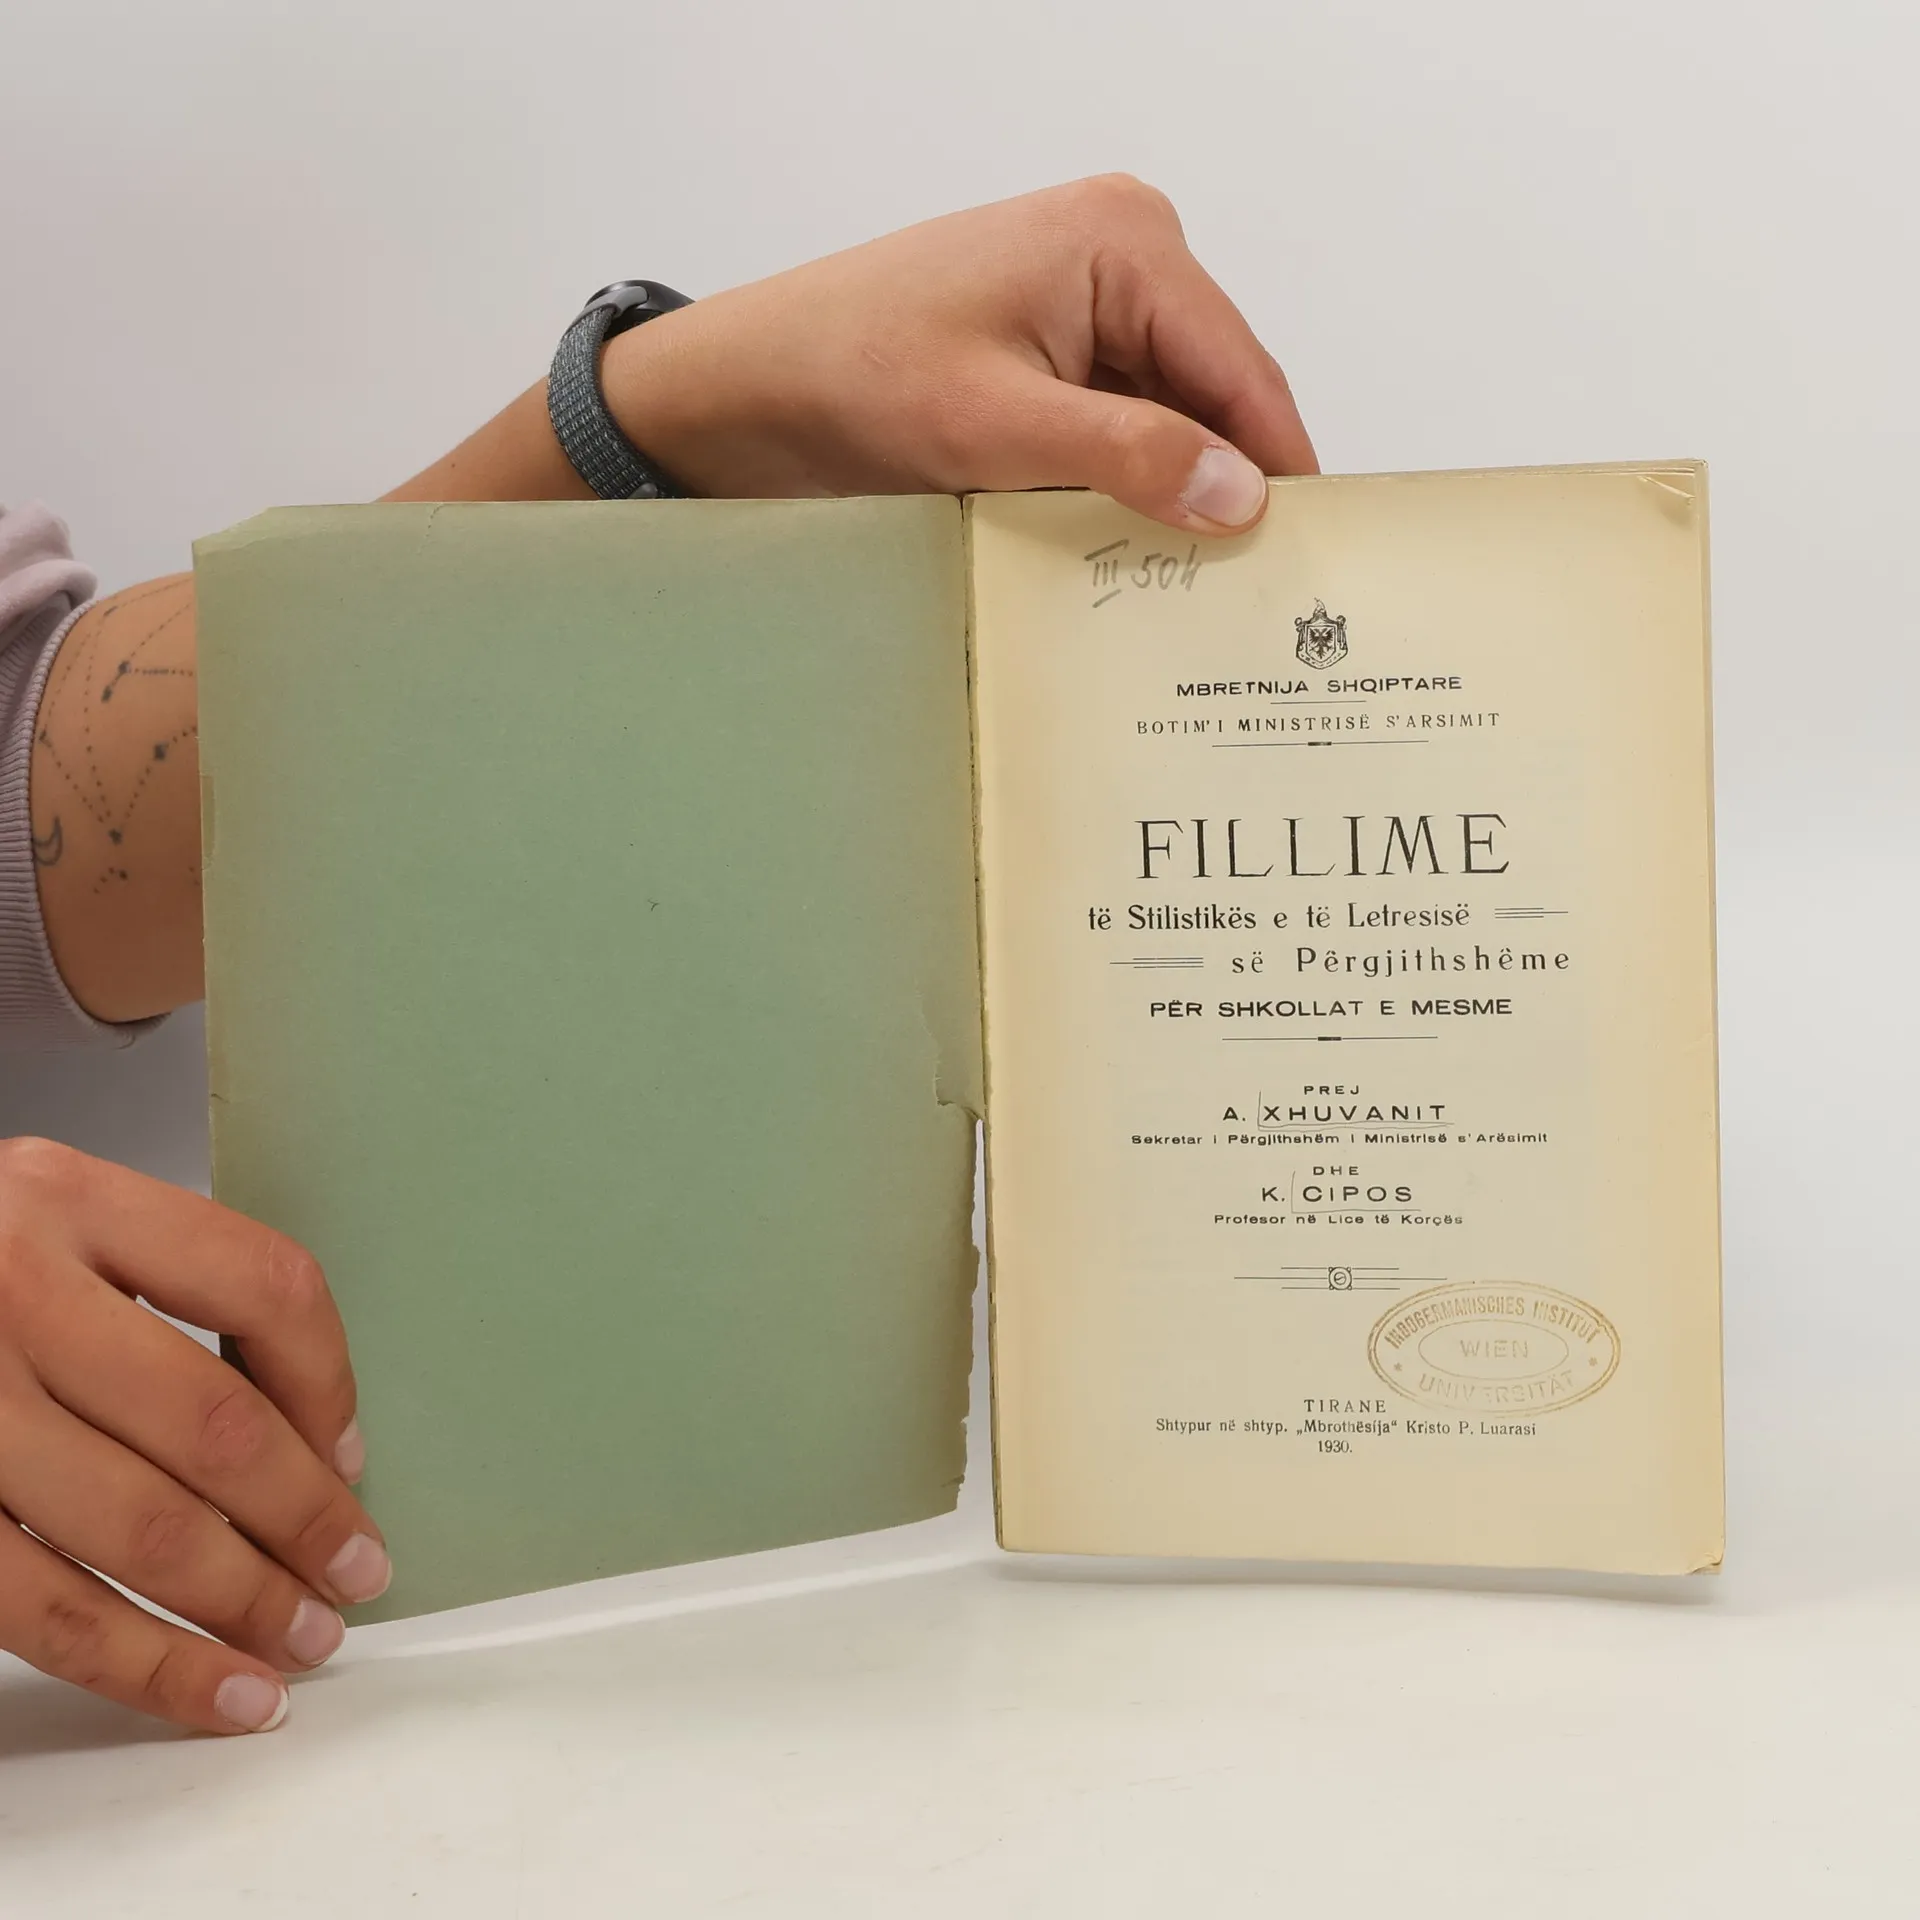 III 504
MBRETNIJA SHQIPTARE
BOTIM' I MINISTRISË S' ARSIMIT
FILLIME
të Stilistikës e të Letresisë
së Përgjithshëme
PËR SHKOLLAT E MESME
PREJ
A. XHUVANIT
Sekretar i Përgjithshëm i Ministrisë s' Arësimit
DHE
K. CIPOS
Profesor në Lice të Korçës
INDOGERMANISCHES INSTITUT
WIEN
UNIVERSITÄT
TIRANE
Shtypur në shtyp. „Mbrothësija“ Kristo P. Luarasi
1930.